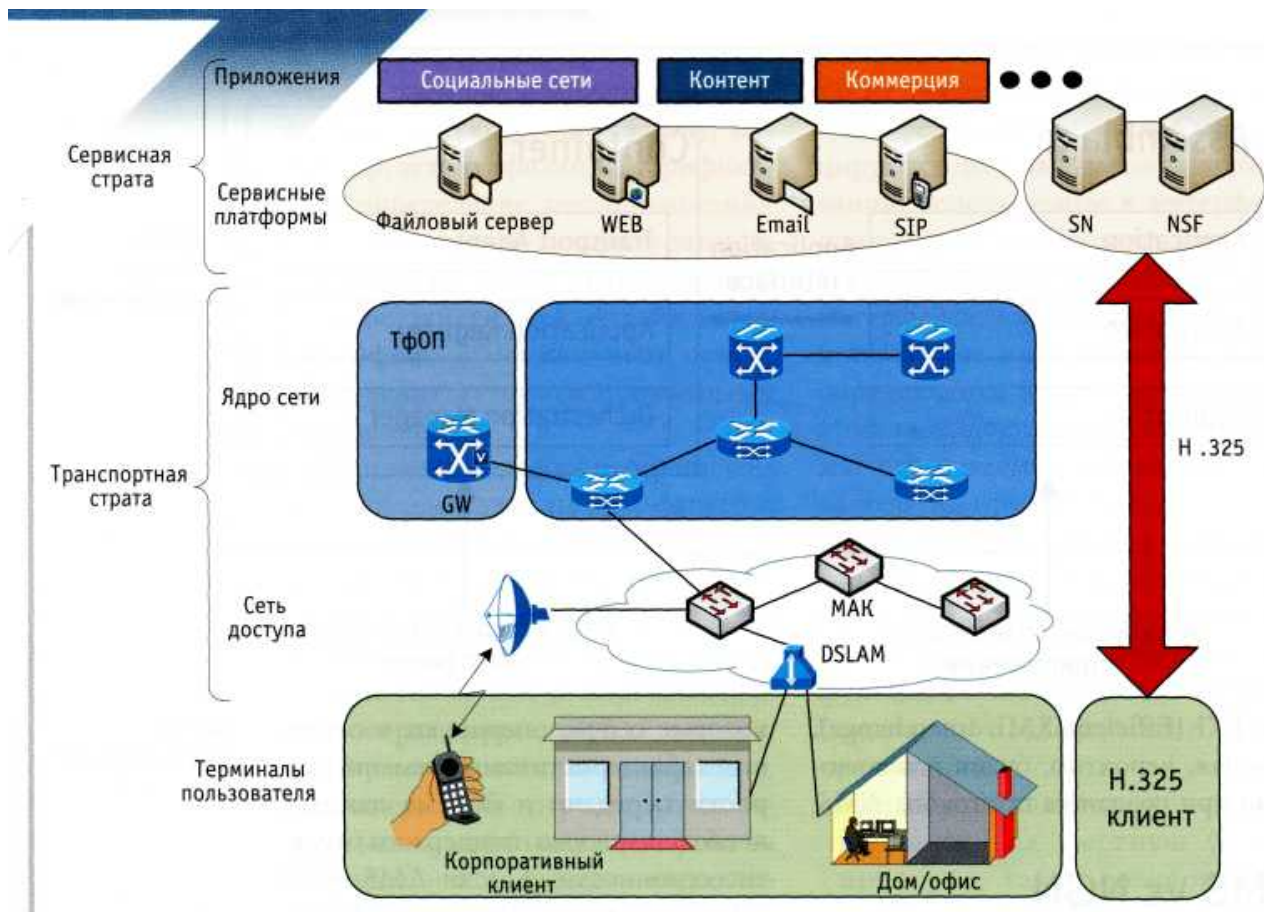 Приложения
Социальные сети
Контент
Коммерция
Сервисная
страта
Сервисные
платформы
Файловый сервер
WEB
Email
SIP
SN
NSF
ТфОП
Ядро сети
GW
Транспортная
страта
Н .325
Сеть
доступа
МАК
DSLAM
Терминалы
пользователя
Корпоративный
клиент
Дом/офис
Н.325
клиент